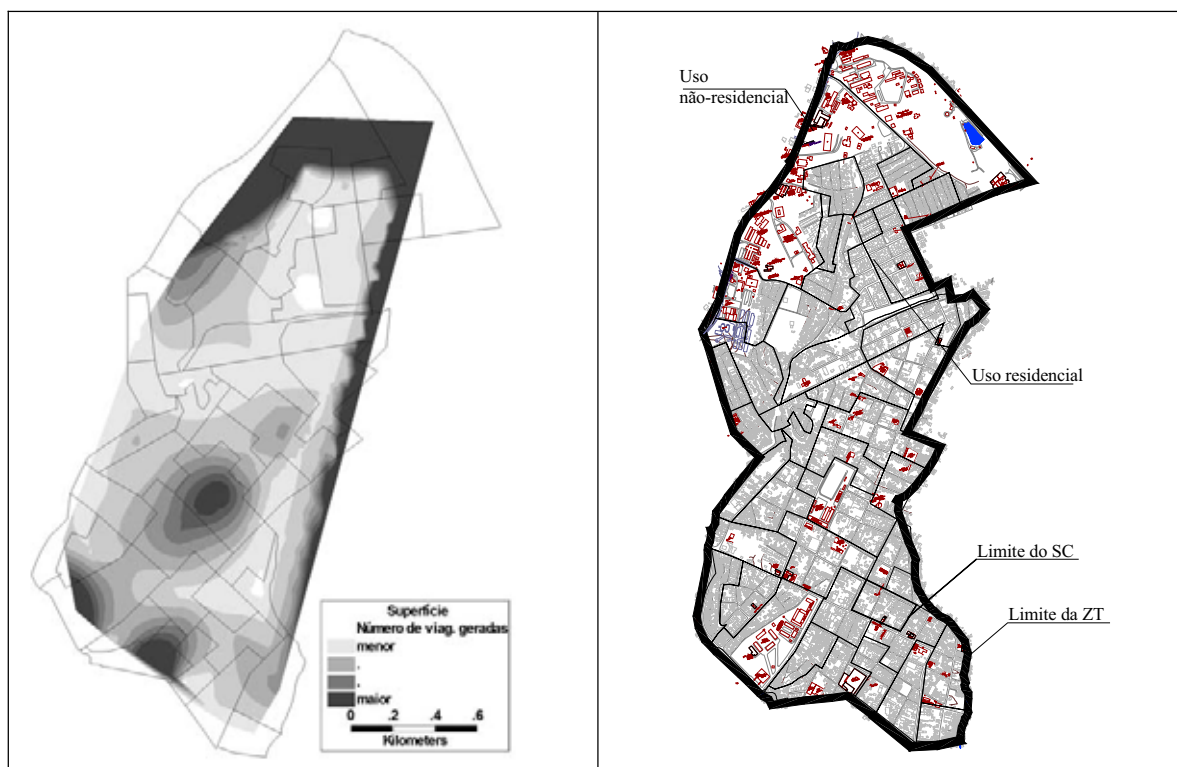 Superfície
Número de viag. geradas
menor
.
.
maior
0 .2 .4 .6
Kilometers
Uso
não-residencial
Uso residencial
Limite do SC
Limite da ZT